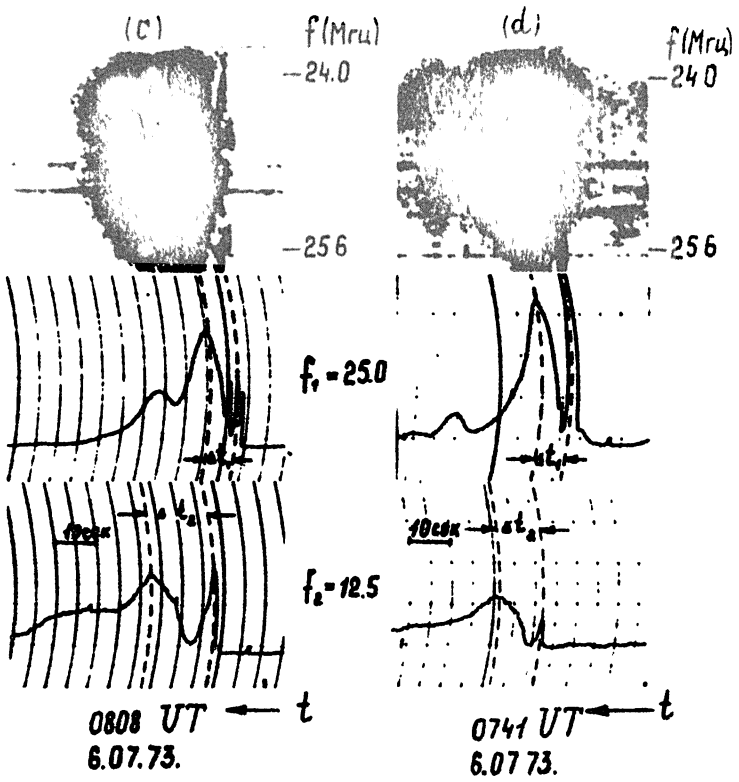 (c)
f(Мгц)
(d)
f(Мгц)
-24.0
-24.0
-25 6
-25 6
f₁ = 25.0
Δt₁
Δt₁
10сек
Δ t₂
10сек
Δt₂
f₂ = 12.5
0808 UT
t
6.07.73.
0741 UT
t
6.07 73.